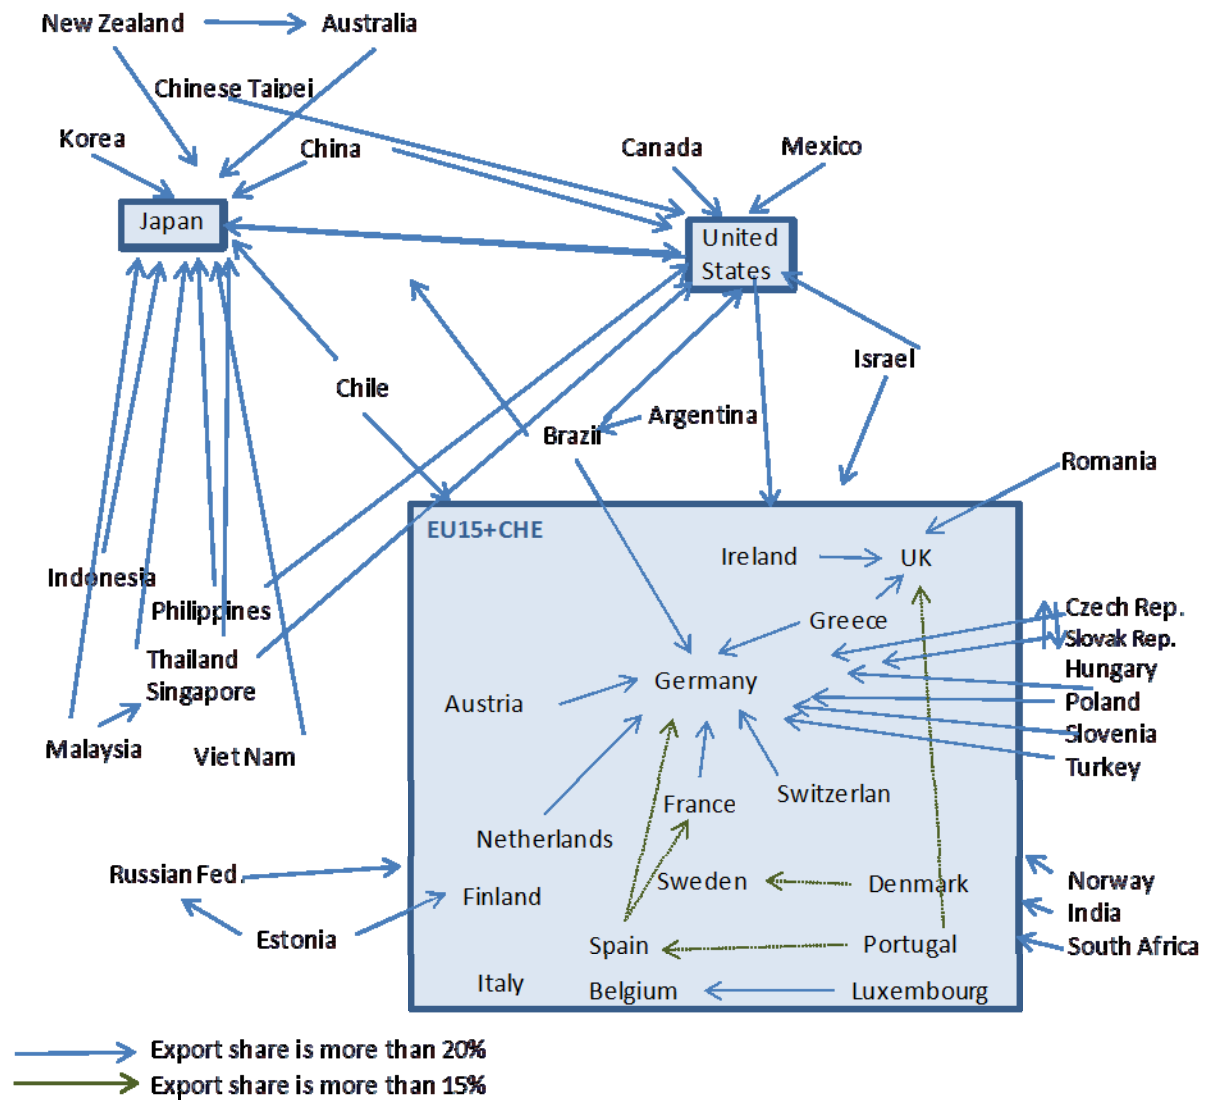 New Zealand
Australia
Chinese Taipei
Korea
China
Canada
Mexico
Japan
United
States
Israel
Chile
Argentina
Brazil
Romania
EU15+CHE
Ireland
UK
Indonesia
Philippines
Greece
Czech Rep.
Slovak Rep.
Thailand
Hungary
Singapore
Germany
Austria
Poland
Malaysia
Viet Nam
Slovenia
Turkey
France
Switzerlan
Netherlands
Russian Fed.
Sweden
Denmark
Norway
Finland
India
Estonia
Spain
Portugal
South Africa
Italy
Belgium
Luxembourg
Export share is more than 20%
Export share is more than 15%